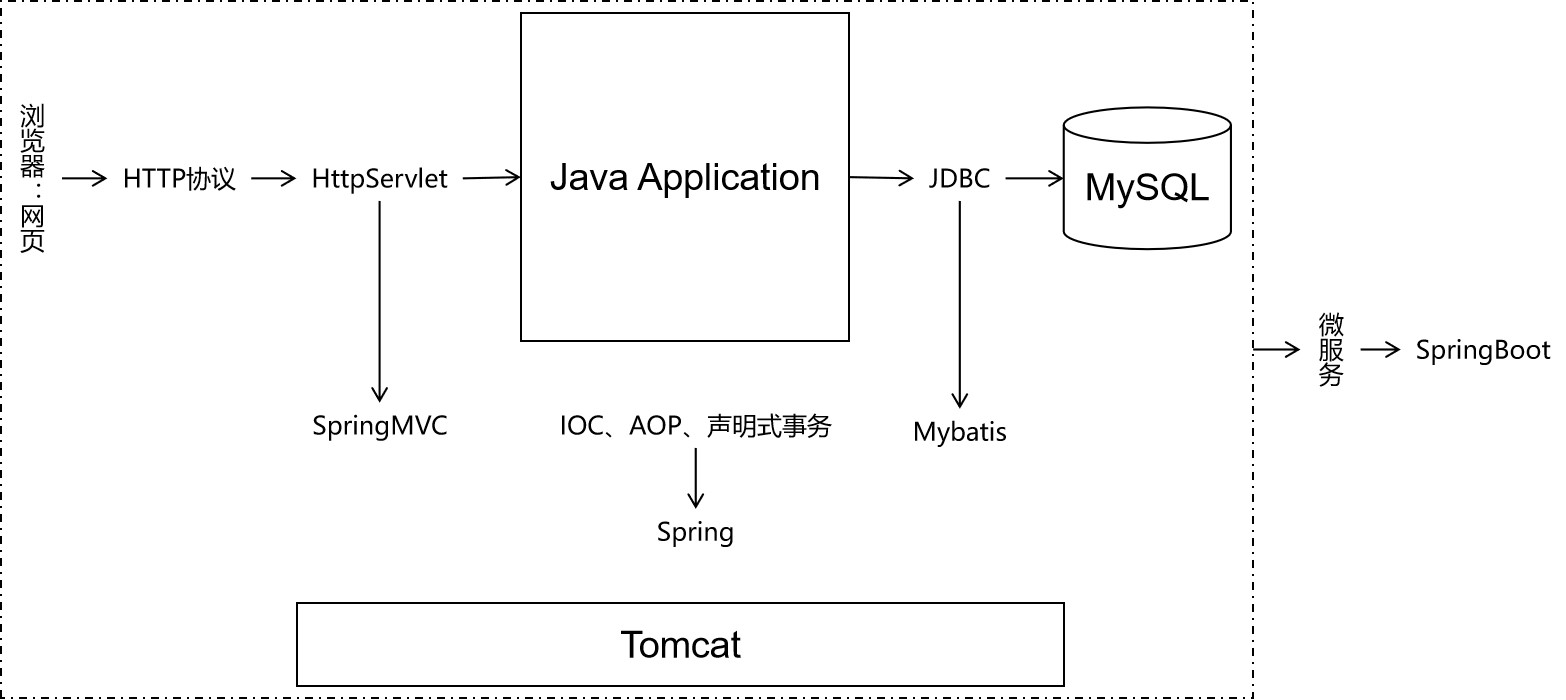 浏览器：网页
HTTP协议
HttpServlet
Java Application
JDBC
MySQL
SpringMVC
IOC、AOP、声明式事务
Mybatis
Spring
Tomcat
微服务
SpringBoot